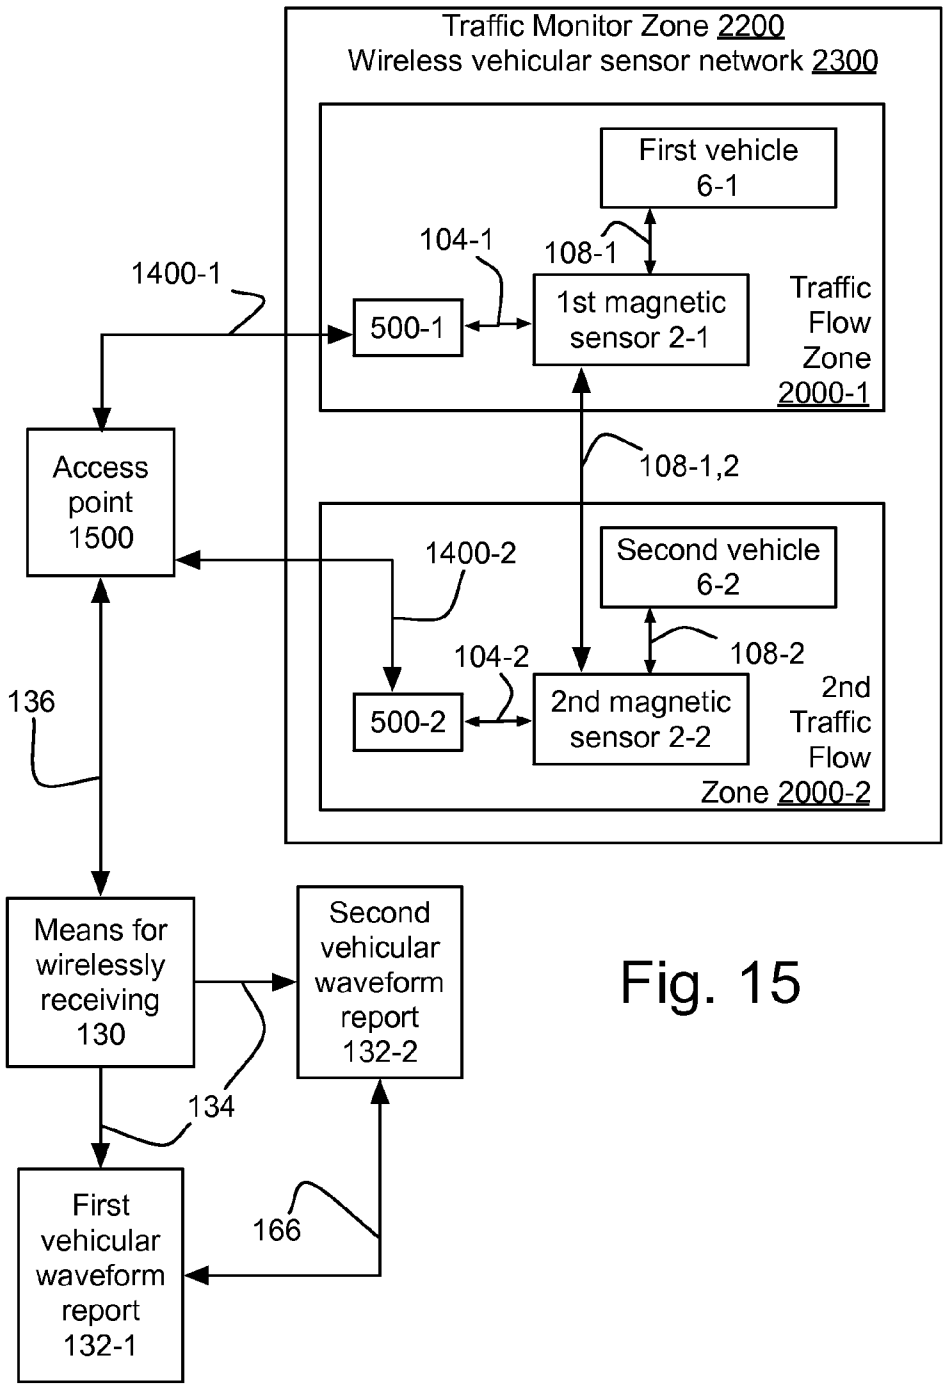 Traffic Monitor Zone 2200
Wireless vehicular sensor network 2300
First vehicle
6-1
104-1
108-1
1400-1
500-1
1st magnetic
sensor 2-1
Traffic
Flow
Zone
2000-1
108-1,2
Access
point
1500
1400-2
Second vehicle
6-2
104-2
108-2
136
500-2
2nd magnetic
sensor 2-2
2nd
Traffic
Flow
Zone 2000-2
Means for
wirelessly
receiving
130
Second
vehicular
waveform
report
132-2
Fig. 15
134
First
vehicular
waveform
report
132-1
166